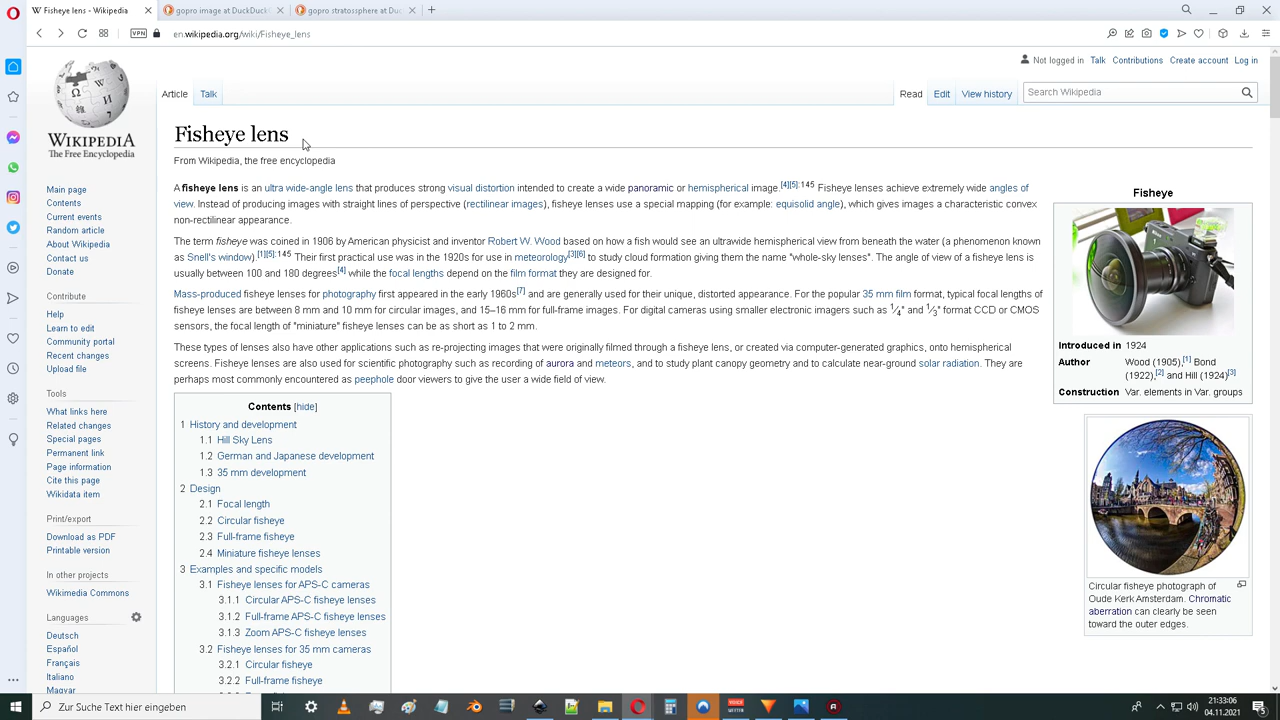 Fisheye lens - Wikipedia
gopro image at DuckDuck
gopro stratossphere at Du
VPN
en.wikipedia.org/wiki/Fisheye_lens
WIKIPEDIA
The Free Encyclopedia
Main page
Contents
Current events
Random article
About Wikipedia
Contact us
Donate
Contribute
Help
Learn to edit
Community portal
Recent changes
Upload file
Tools
What links here
Related changes
Special pages
Permanent link
Page information
Cite this page
Wikidata item
Print/export
Download as PDF
Printable version
In other projects
Wikimedia Commons
Languages
Deutsch
Español
Français
Italiano
Magyar
Not logged in Talk Contributions Create account Log in
Article Talk
Read Edit View history
Search Wikipedia
Fisheye lens
From Wikipedia, the free encyclopedia
A fisheye lens is an ultra wide-angle lens that produces strong visual distortion intended to create a wide panoramic or hemispherical image.[4][5]:145 Fisheye lenses achieve extremely wide angles of
view. Instead of producing images with straight lines of perspective (rectilinear images), fisheye lenses use a special mapping (for example: equisolid angle), which gives images a characteristic convex
non-rectilinear appearance.
The term fisheye was coined in 1906 by American physicist and inventor Robert W. Wood based on how a fish would see an ultrawide hemispherical view from beneath the water (a phenomenon known
as Snell's window).[1][5]:145 Their first practical use was in the 1920s for use in meteorology[3][6] to study cloud formation giving them the name "whole-sky lenses". The angle of view of a fisheye lens is
usually between 100 and 180 degrees[4] while the focal lengths depend on the film format they are designed for.
Mass-produced fisheye lenses for photography first appeared in the early 1960s[7] and are generally used for their unique, distorted appearance. For the popular 35 mm film format, typical focal lengths of
fisheye lenses are between 8 mm and 10 mm for circular images, and 15–16 mm for full-frame images. For digital cameras using smaller electronic imagers such as 1⁄4" and 1⁄3" format CCD or CMOS
sensors, the focal length of "miniature" fisheye lenses can be as short as 1 to 2 mm.
These types of lenses also have other applications such as re-projecting images that were originally filmed through a fisheye lens, or created via computer-generated graphics, onto hemispherical
screens. Fisheye lenses are also used for scientific photography such as recording of aurora and meteors, and to study plant canopy geometry and to calculate near-ground solar radiation. They are
perhaps most commonly encountered as peephole door viewers to give the user a wide field of view.
Contents [hide]
1 History and development
1.1 Hill Sky Lens
1.2 German and Japanese development
1.3 35 mm development
2 Design
2.1 Focal length
2.2 Circular fisheye
2.3 Full-frame fisheye
2.4 Miniature fisheye lenses
3 Examples and specific models
3.1 Fisheye lenses for APS-C cameras
3.1.1 Circular APS-C fisheye lenses
3.1.2 Full-frame APS-C fisheye lenses
3.1.3 Zoom APS-C fisheye lenses
3.2 Fisheye lenses for 35 mm cameras
3.2.1 Circular fisheye
3.2.2 Full-frame fisheye
Fisheye
Introduced in 1924
Author Wood (1905),[1] Bond
(1922),[2] and Hill (1924)[3]
Construction Var. elements in Var. groups
Circular fisheye photograph of
Oude Kerk Amsterdam. Chromatic
aberration can clearly be seen
toward the outer edges.
Zur Suche Text hier eingeben
21:33:06
04.11.2021